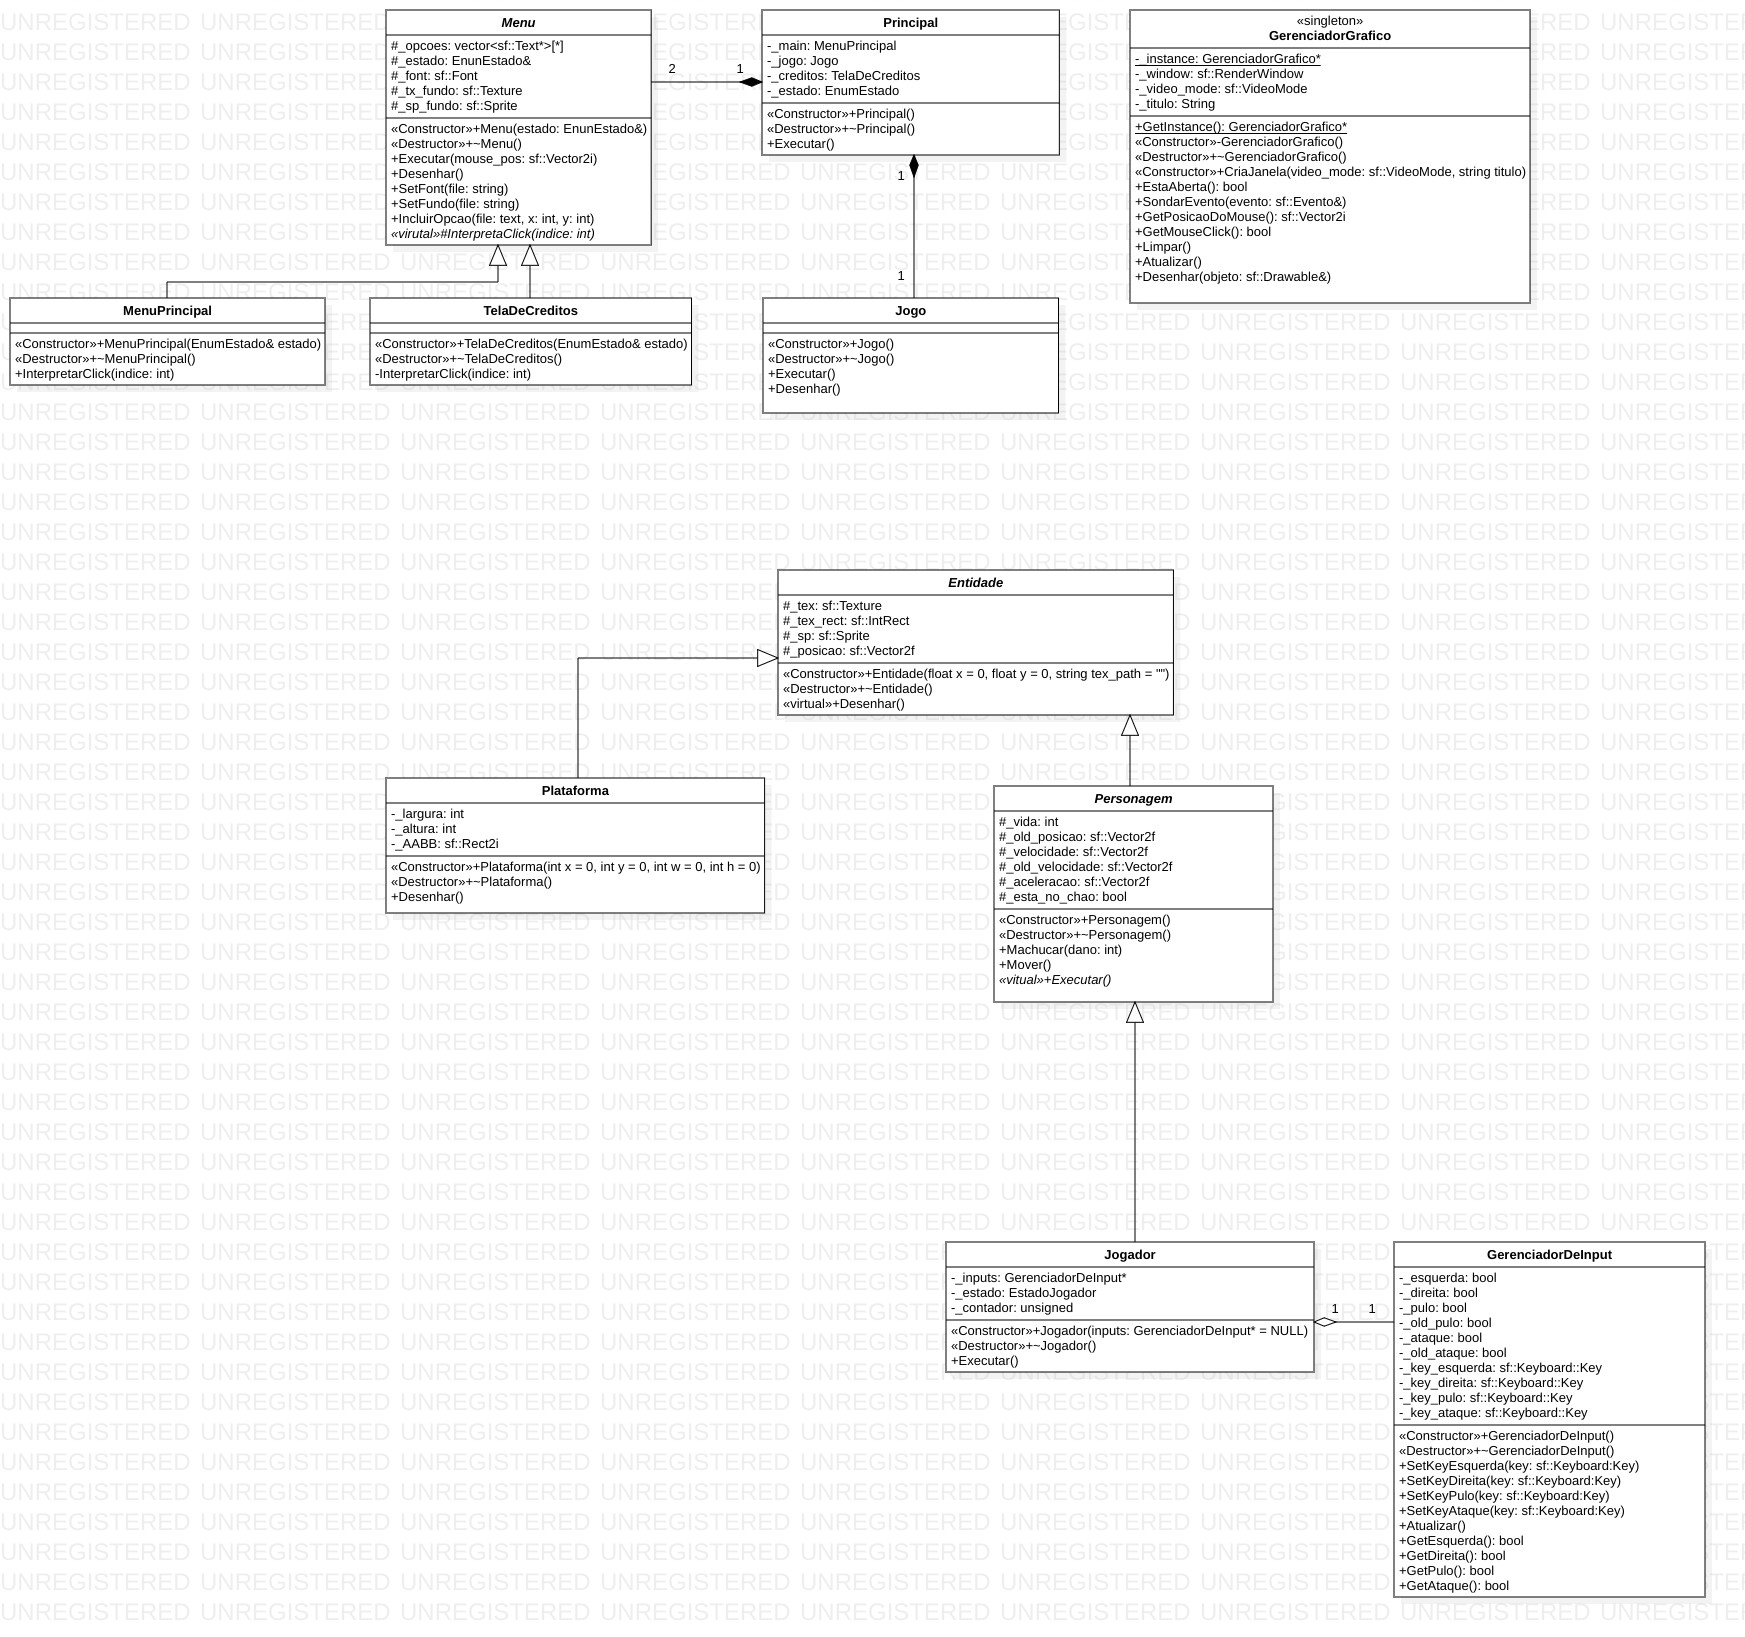 Menu
#_opcoes: vector<sf::Text*>[*]
#_estado: EnunEstado&
#_font: sf::Font
#_tx_fundo: sf::Texture
#_sp_fundo: sf::Sprite
«Constructor»+Menu(estado: EnunEstado&)
«Destructor»+~Menu()
+Executar(mouse_pos: sf::Vector2i)
+Desenhar()
+SetFont(file: string)
+SetFundo(file: string)
+IncluirOpcao(file: text, x: int, y: int)
«virutal»#InterpretaClick(indice: int)
2
1
Principal
-_main: MenuPrincipal
-_jogo: Jogo
-_creditos: TelaDeCreditos
-_estado: EnumEstado
«Constructor»+Principal()
«Destructor»+~Principal()
+Executar()
1
1
«singleton»
GerenciadorGrafico
-_instance: GerenciadorGrafico*
-_window: sf::RenderWindow
-_video_mode: sf::VideoMode
-_titulo: String
+GetInstance(): GerenciadorGrafico*
«Constructor»-GerenciadorGrafico()
«Destructor»+~GerenciadorGrafico()
«Constructor»+CriaJanela(video_mode: sf::VideoMode, string titulo)
+EstaAberta(): bool
+SondarEvento(evento: sf::Evento&)
+GetPosicaoDoMouse(): sf::Vector2i
+GetMouseClick(): bool
+Limpar()
+Atualizar()
+Desenhar(objeto: sf::Drawable&)
MenuPrincipal
«Constructor»+MenuPrincipal(EnumEstado& estado)
«Destructor»+~MenuPrincipal()
+InterpretarClick(indice: int)
TelaDeCreditos
«Constructor»+TelaDeCreditos(EnumEstado& estado)
«Destructor»+~TelaDeCreditos()
-InterpretarClick(indice: int)
Jogo
«Constructor»+Jogo()
«Destructor»+~Jogo()
+Executar()
+Desenhar()
Entidade
#_tex: sf::Texture
#_tex_rect: sf::IntRect
#_sp: sf::Sprite
#_posicao: sf::Vector2f
«Constructor»+Entidade(float x = 0, float y = 0, string tex_path = "")
«Destructor»+~Entidade()
«virtual»+Desenhar()
Plataforma
-_largura: int
-_altura: int
-_AABB: sf::Rect2i
«Constructor»+Plataforma(int x = 0, int y = 0, int w = 0, int h = 0)
«Destructor»+~Plataforma()
+Desenhar()
Personagem
#_vida: int
#_old_posicao: sf::Vector2f
#_velocidade: sf::Vector2f
#_old_velocidade: sf::Vector2f
#_aceleracao: sf::Vector2f
#_esta_no_chao: bool
«Constructor»+Personagem()
«Destructor»+~Personagem()
+Machucar(dano: int)
+Mover()
«vitual»+Executar()
Jogador
-_inputs: GerenciadorDeInput*
-_estado: EstadoJogador
-_contador: unsigned
«Constructor»+Jogador(inputs: GerenciadorDeInput* = NULL)
«Destructor»+~Jogador()
+Executar()
1
1
GerenciadorDeInput
-_esquerda: bool
-_direita: bool
-_pulo: bool
-_old_pulo: bool
-_ataque: bool
-_old_ataque: bool
-_key_esquerda: sf::Keyboard::Key
-_key_direita: sf::Keyboard::Key
-_key_pulo: sf::Keyboard::Key
-_key_ataque: sf::Keyboard::Key
«Constructor»+GerenciadorDeInput()
«Destructor»+~GerenciadorDeInput()
+SetKeyEsquerda(key: sf::Keyboard:Key)
+SetKeyDireita(key: sf::Keyboard:Key)
+SetKeyPulo(key: sf::Keyboard:Key)
+SetKeyAtaque(key: sf::Keyboard:Key)
+Atualizar()
+GetEsquerda(): bool
+GetDireita(): bool
+GetPulo(): bool
+GetAtaque(): bool
UNREGISTERED